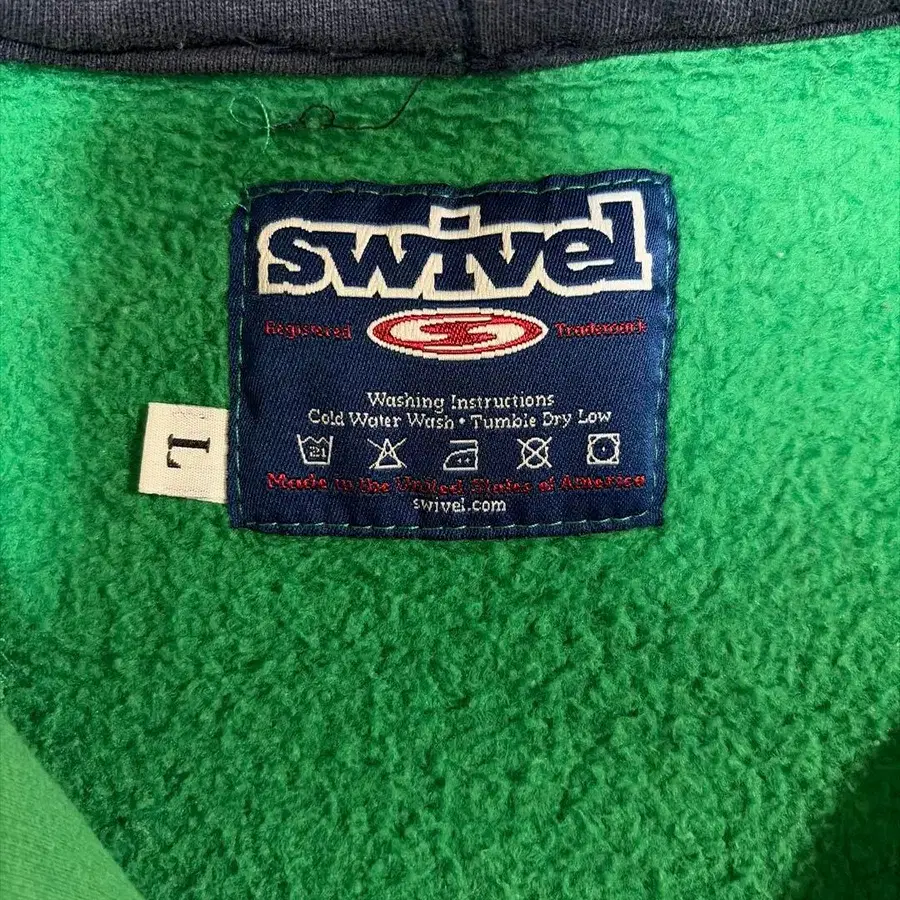 swivel
Registered Trademark
Washing Instructions
Cold Water Wash • Tumble Dry Low
21
L
Made in the United States of America
swivel.com